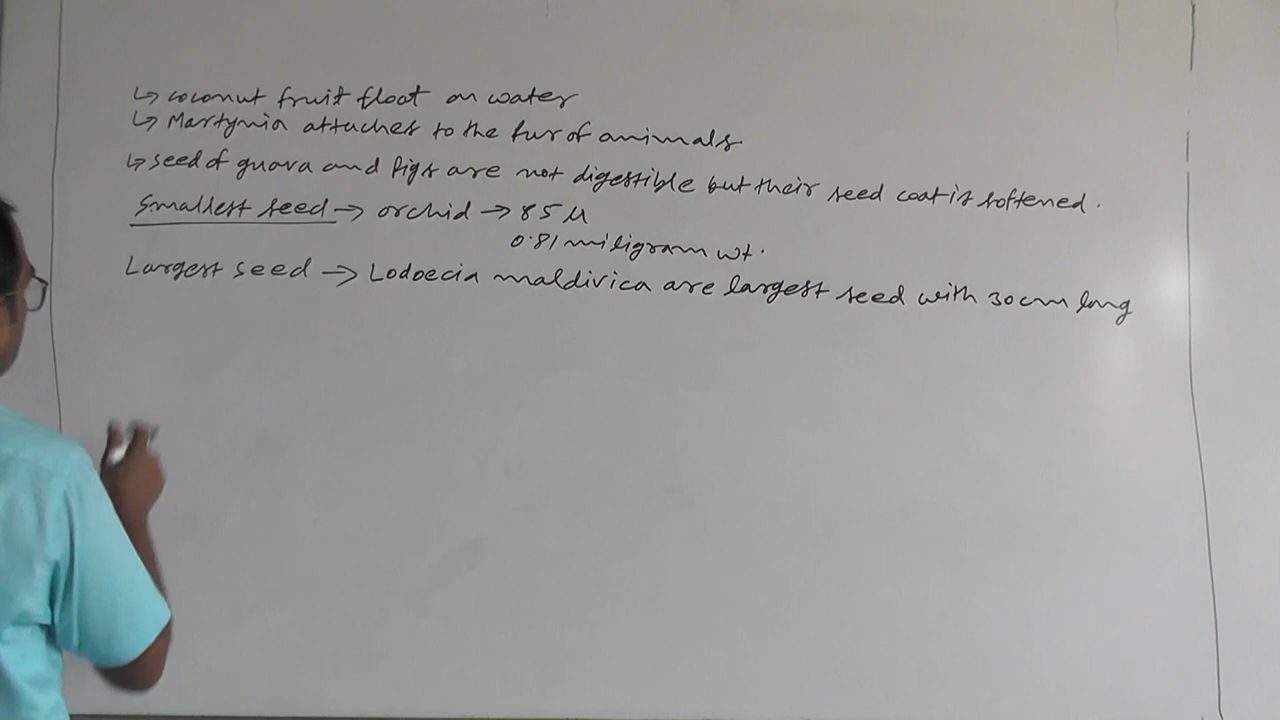 ↳ coconut fruit float on water
↳ Martynia attaches to the fur of animals.
↳ seed of guava and figs are not digestible but their seed coat is softened.
Smallest seed → orchid → 85 µ
0.81 miligram wt.
Largest seed → Lodoecia maldivica are largest seed with 30 cm long